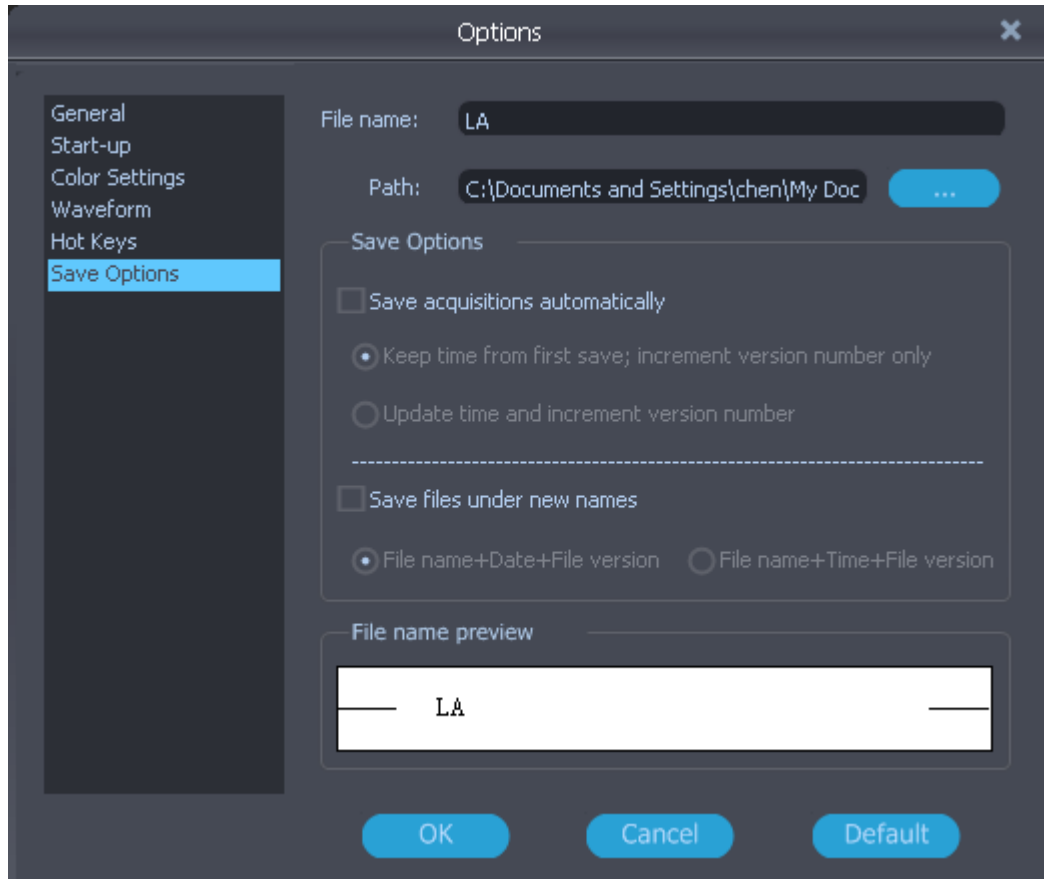 Options
General
Start-up
Color Settings
Waveform
Hot Keys
Save Options
File name: LA
Path: C:\Documents and Settings\chen\My Doc ...
Save Options
Save acquisitions automatically
Keep time from first save; increment version number only
Update time and increment version number
Save files under new names
File name+Date+File version File name+Time+File version
File name preview
LA
OK Cancel Default